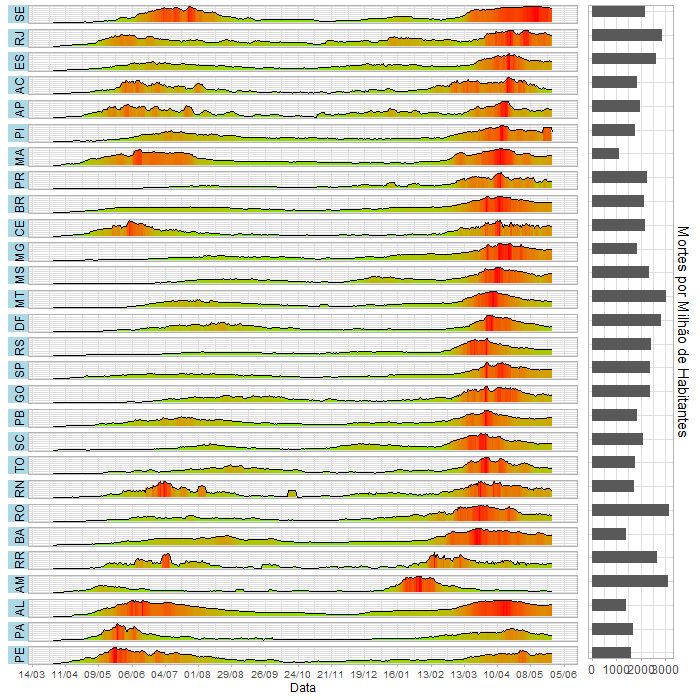 SE
RJ
ES
AC
AP
PI
MA
PR
BR
CE
MG
MS
MT
DF
RS
SP
GO
PB
SC
TO
RN
RO
BA
RR
AM
AL
PA
PE
14/03 11/04 09/05 06/06 04/07 01/08 29/08 26/09 24/10 21/11 19/12 16/01 13/02 13/03 10/04 08/05 05/06
Data
0 1000 2000 3000
Mortes por Milhão de Habitantes